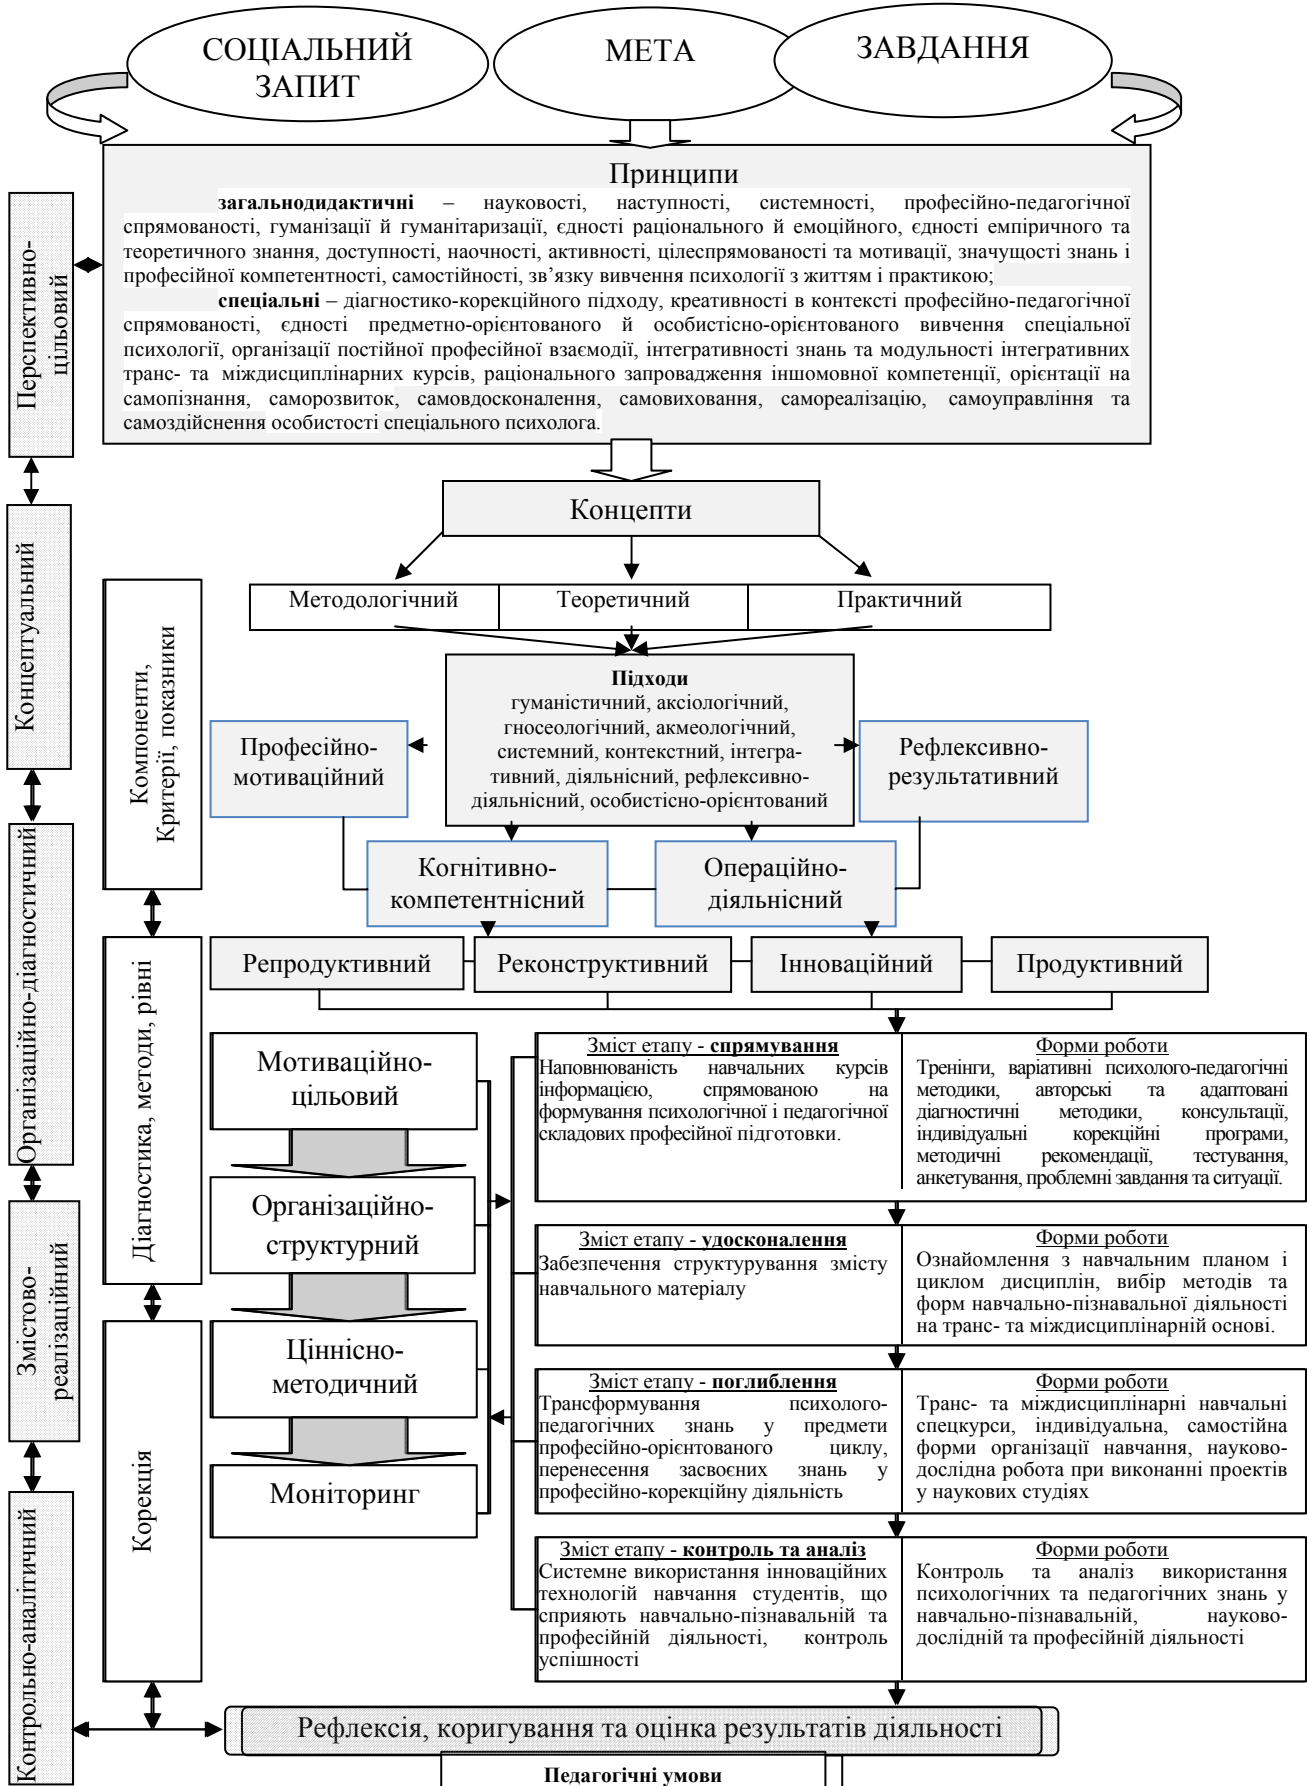 СОЦІАЛЬНИЙ
ЗАПИТ
МЕТА
ЗАВДАННЯ
Принципи
загальнодидактичні – науковості, наступності, системності, професійно-педагогічної
спрямованості, гуманізації й гуманітаризації, єдності раціонального й емоційного, єдності емпіричного та
теоретичного знання, доступності, наочності, активності, цілеспрямованості та мотивації, значущості знань і
професійної компетентності, самостійності, зв’язку вивчення психології з життям і практикою;
спеціальні – діагностико-корекційного підходу, креативності в контексті професійно-педагогічної
спрямованості, єдності предметно-орієнтованого й особистісно-орієнтованого вивчення спеціальної
психології, організації постійної професійної взаємодії, інтегративності знань та модульності інтегративних
транс- та міждисциплінарних курсів, раціонального запровадження іншомовної компетенції, орієнтації на
самопізнання, саморозвиток, самовдосконалення, самовиховання, самореалізацію, самоуправління та
самоздійснення особистості спеціального психолога.
Перспективно-
цільовий
Концептуальний
Організаційно-діагностичний
Змістово-
реалізаційний
Контрольно-аналітичний
Компоненти,
Критерії, показники
Діагностика, методи, рівні
Корекція
Концепти
Методологічний
Теоретичний
Практичний
Підходи
гуманістичний, аксіологічний,
гносеологічний, акмеологічний,
системний, контекстний, інтегра-
тивний, діяльнісний, рефлексивно-
діяльнісний, особистісно-орієнтований
Професійно-
мотиваційний
Рефлексивно-
результативний
Когнітивно-
компетентнісний
Операційно-
діяльнісний
Репродуктивний
Реконструктивний
Інноваційний
Продуктивний
Мотиваційно-
цільовий
Організаційно-
структурний
Ціннісно-
методичний
Моніторинг
Зміст етапу - спрямування
Наповнюваність навчальних курсів
інформацією, спрямованою на
формування психологічної і педагогічної
складових професійної підготовки.
Форми роботи
Тренінги, варіативні психолого-педагогічні
методики, авторські та адаптовані
діагностичні методики, консультації,
індивідуальні корекційні програми,
методичні рекомендації, тестування,
анкетування, проблемні завдання та ситуації.
Зміст етапу - удосконалення
Забезпечення структурування змісту
навчального матеріалу
Форми роботи
Ознайомлення з навчальним планом і
циклом дисциплін, вибір методів та
форм навчально-пізнавальної діяльності
на транс- та міждисциплінарній основі.
Зміст етапу - поглиблення
Трансформування психолого-
педагогічних знань у предмети
професійно-орієнтованого циклу,
перенесення засвоєних знань у
професійно-корекційну діяльність
Форми роботи
Транс- та міждисциплінарні навчальні
спецкурси, індивідуальна, самостійна
форми організації навчання, науково-
дослідна робота при виконанні проектів
у наукових студіях
Зміст етапу - контроль та аналіз
Системне використання інноваційних
технологій навчання студентів, що
сприяють навчально-пізнавальній та
професійній діяльності, контроль
успішності
Форми роботи
Контроль та аналіз використання
психологічних та педагогічних знань у
навчально-пізнавальній, науково-
дослідній та професійній діяльності
Рефлексія, коригування та оцінка результатів діяльності
Педагогічні умови